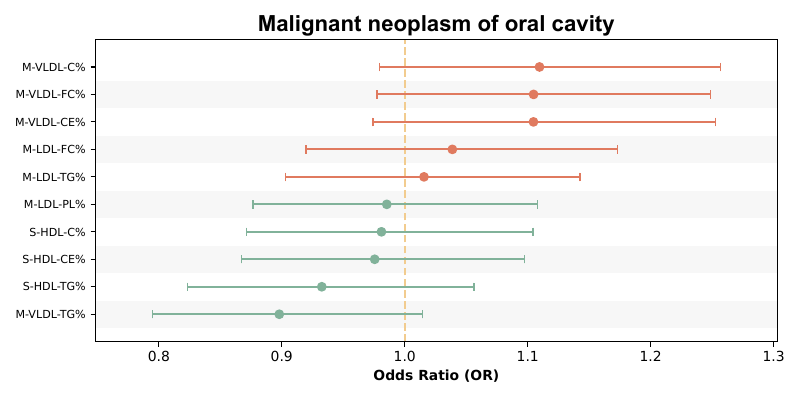 Malignant neoplasm of oral cavity
M-VLDL-C%
M-VLDL-FC%
M-VLDL-CE%
M-LDL-FC%
M-LDL-TG%
M-LDL-PL%
S-HDL-C%
S-HDL-CE%
S-HDL-TG%
M-VLDL-TG%
0.8 0.9 1.0 1.1 1.2 1.3
Odds Ratio (OR)